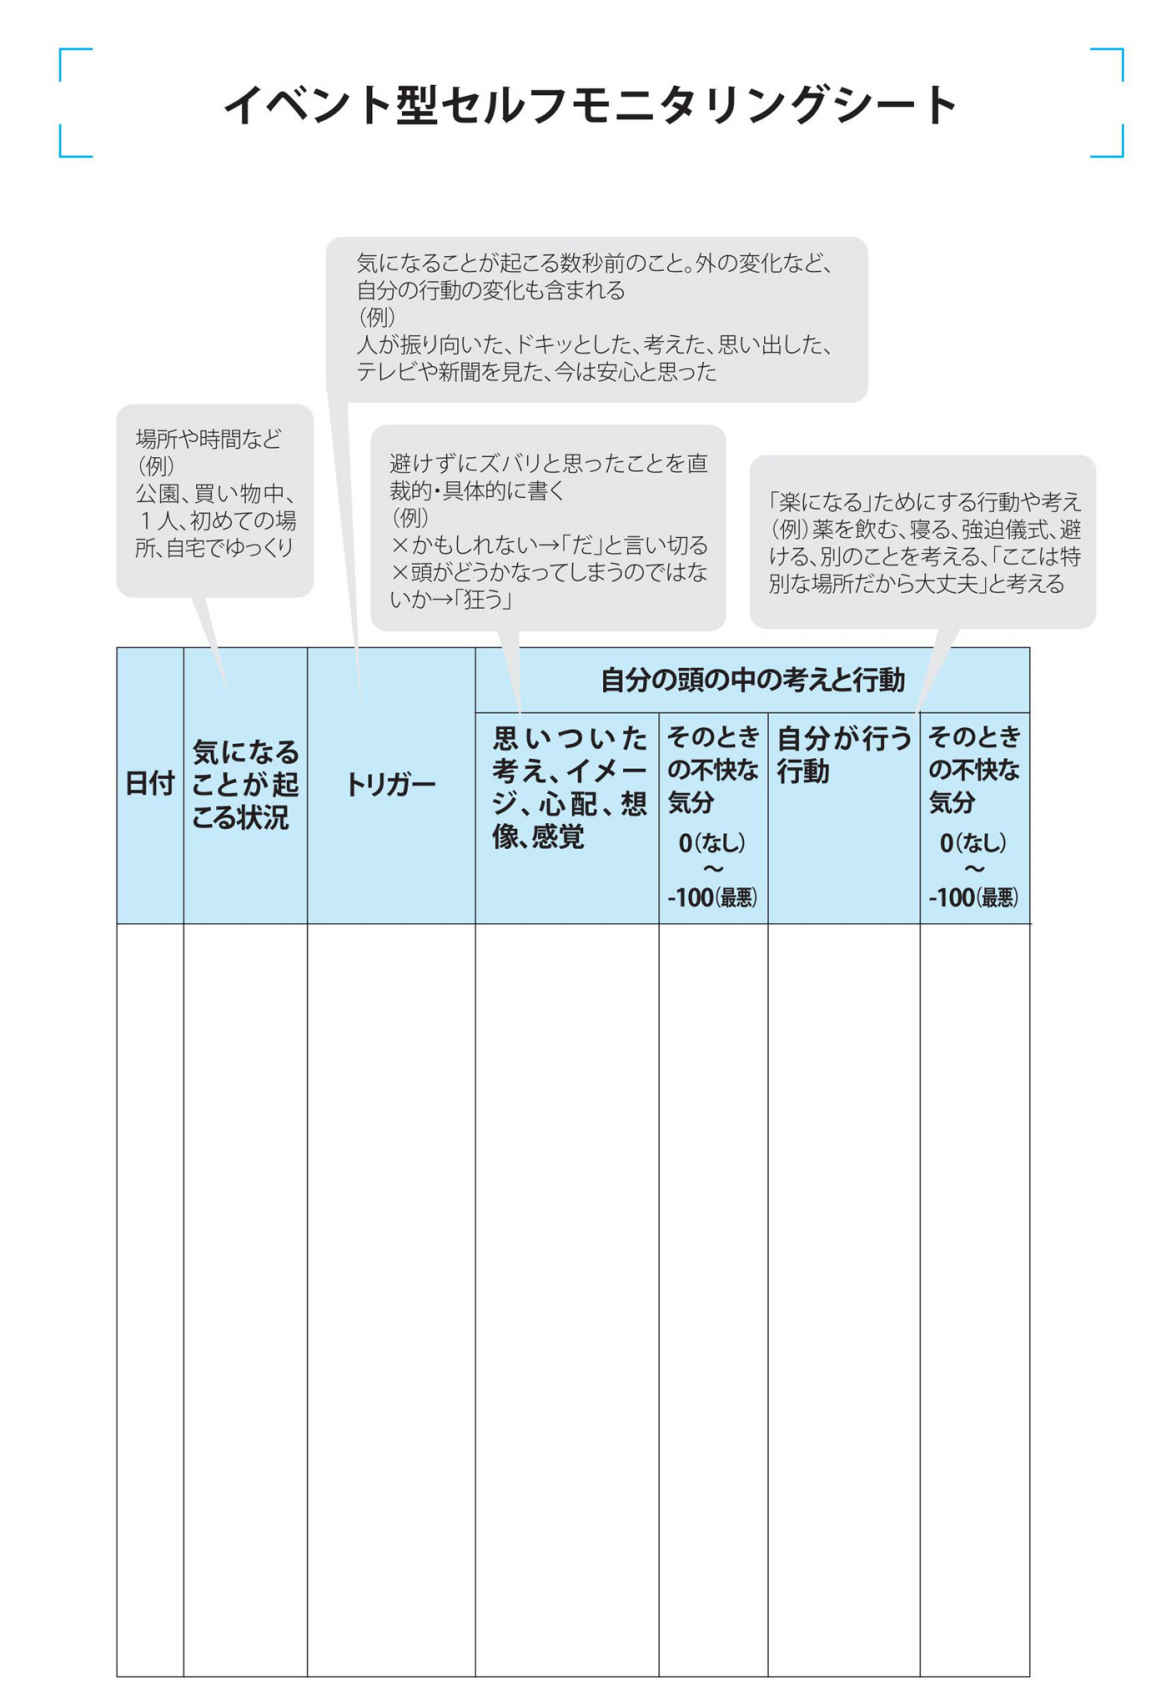 イベント型セルフモニタリングシート
気になることが起こる数秒前のこと。外の変化など、
自分の行動の変化も含まれる
（例）
人が振り向いた、ドキッとした、考えた、思い出した、
テレビや新聞を見た、今は安心と思った
場所や時間など
（例）
公園、買い物中、
１人、初めての場
所、自宅でゆっくり
避けずにズバリと思ったことを直
裁的・具体的に書く
（例）
×かもしれない→「だ」と言い切る
×頭がどうかなってしまうのではな
いか→「狂う」
「楽になる」ためにする行動や考え
（例）薬を飲む、寝る、強迫儀式、避
ける、別のことを考える、「ここは特
別な場所だから大丈夫」と考える
日付
気になる
ことが起
こる状況
トリガー
自分の頭の中の考えと行動
思いついた
考え、イメー
ジ、心配、想
像、感覚
そのとき
の不快な
気分
0（なし）
〜
-100（最悪）
自分が行う
行動
そのとき
の不快な
気分
0（なし）
〜
-100（最悪）